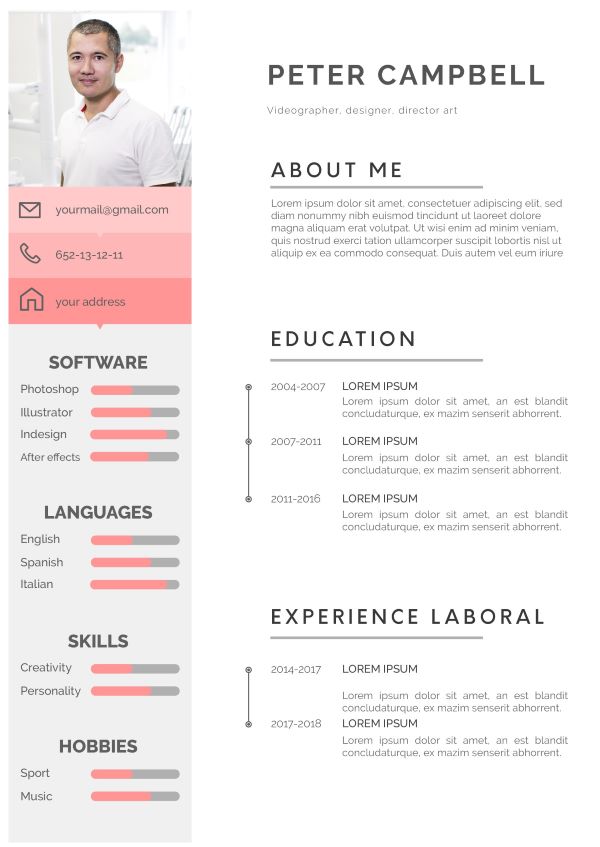 PETER CAMPBELL
Videographer, designer, director art
yourmail@gmail.com
652-13-12-11
your address
SOFTWARE
Photoshop
Illustrator
Indesign
After effects
LANGUAGES
English
Spanish
Italian
SKILLS
Creativity
Personality
HOBBIES
Sport
Music
ABOUT ME
Lorem ipsum dolor sit amet, consectetuer adipiscing elit, sed
diam nonummy nibh euismod tincidunt ut laoreet dolore
magna aliquam erat volutpat. Ut wisi enim ad minim veniam,
quis nostrud exerci tation ullamcorper suscipit lobortis nisl ut
aliquip ex ea commodo consequat. Duis autem vel eum iriure
EDUCATION
2004-2007 LOREM IPSUM
Lorem ipsum dolor sit amet, an est blandit
concludaturque, ex mazim senserit abhorrent.
2007-2011 LOREM IPSUM
Lorem ipsum dolor sit amet, an est blandit
concludaturque, ex mazim senserit abhorrent.
2011-2016 LOREM IPSUM
Lorem ipsum dolor sit amet, an est blandit
concludaturque, ex mazim senserit abhorrent.
EXPERIENCE LABORAL
2014-2017 LOREM IPSUM
Lorem ipsum dolor sit amet, an est blandit
concludaturque, ex mazim senserit abhorrent.
2017-2018 LOREM IPSUM
Lorem ipsum dolor sit amet, an est blandit
concludaturque, ex mazim senserit abhorrent.